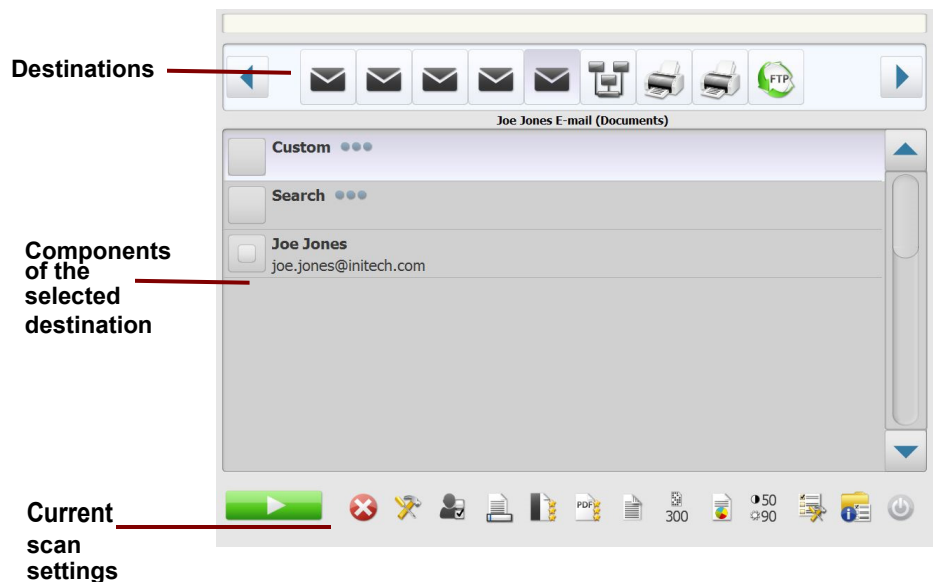 Destinations
FTP
Joe Jones E-mail (Documents)
Custom
Search
Joe Jones
joe.jones@initech.com
Components
of the
selected
destination
Current
scan
settings
PDF
300
50
90